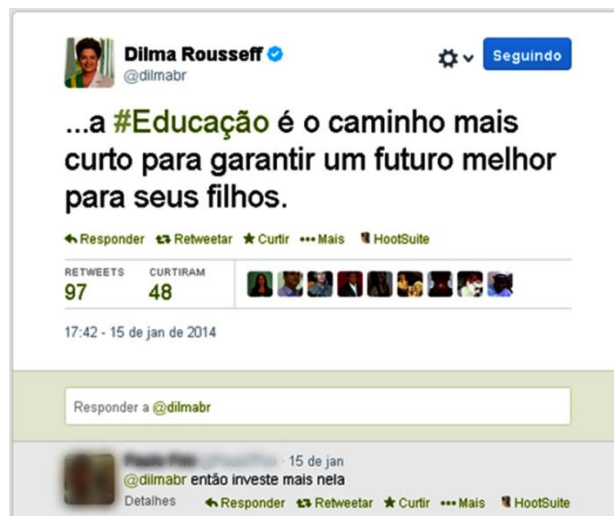 Dilma Rousseff
@dilmabr
Seguindo
...a #Educação é o caminho mais
curto para garantir um futuro melhor
para seus filhos.
Responder Retweetar Curtir Mais HootSuite
RETWEETS CURTIRAM
97 48
17:42 - 15 de jan de 2014
Responder a @dilmabr
· 15 de jan
@dilmabr então investe mais nela
Detalhes Responder Retweetar Curtir Mais HootSuite